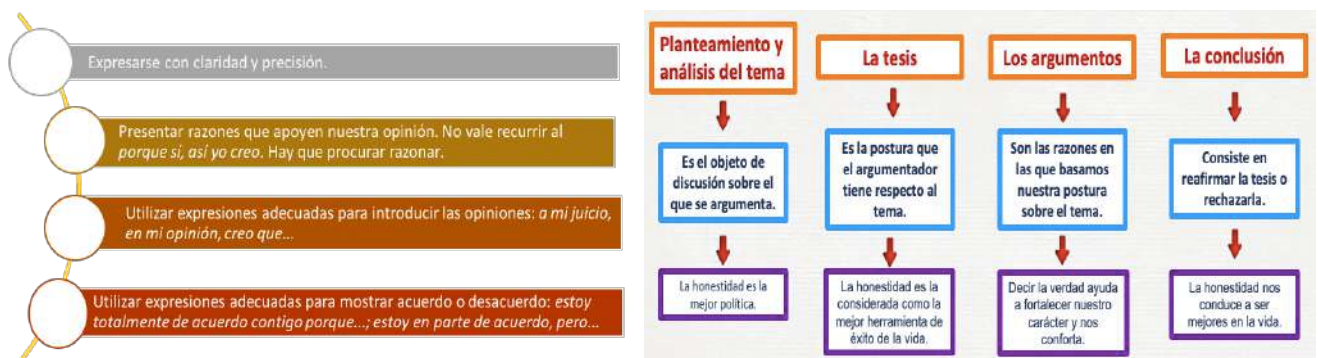 Expresarse con claridad y precisión.
Presentar razones que apoyen nuestra opinión. No vale recurrir al
porque sí, así yo creo. Hay que procurar razonar.
Utilizar expresiones adecuadas para introducir las opiniones: a mi juicio,
en mi opinión, creo que...
Utilizar expresiones adecuadas para mostrar acuerdo o desacuerdo: estoy
totalmente de acuerdo contigo porque...; estoy en parte de acuerdo, pero...
Planteamiento y
análisis del tema
Es el objeto de
discusión sobre el
que se argumenta.
La honestidad es la
mejor política.
La tesis
Es la postura que
el argumentador
tiene respecto al
tema.
La honestidad es la
considerada como la
mejor herramienta de
éxito de la vida.
Los argumentos
Son las razones en
las que basamos
nuestra postura
sobre el tema.
Decir la verdad ayuda
a fortalecer nuestro
carácter y nos
conforta.
La conclusión
Consiste en
reafirmar la tesis o
rechazarla.
La honestidad nos
conduce a ser
mejores en la vida.